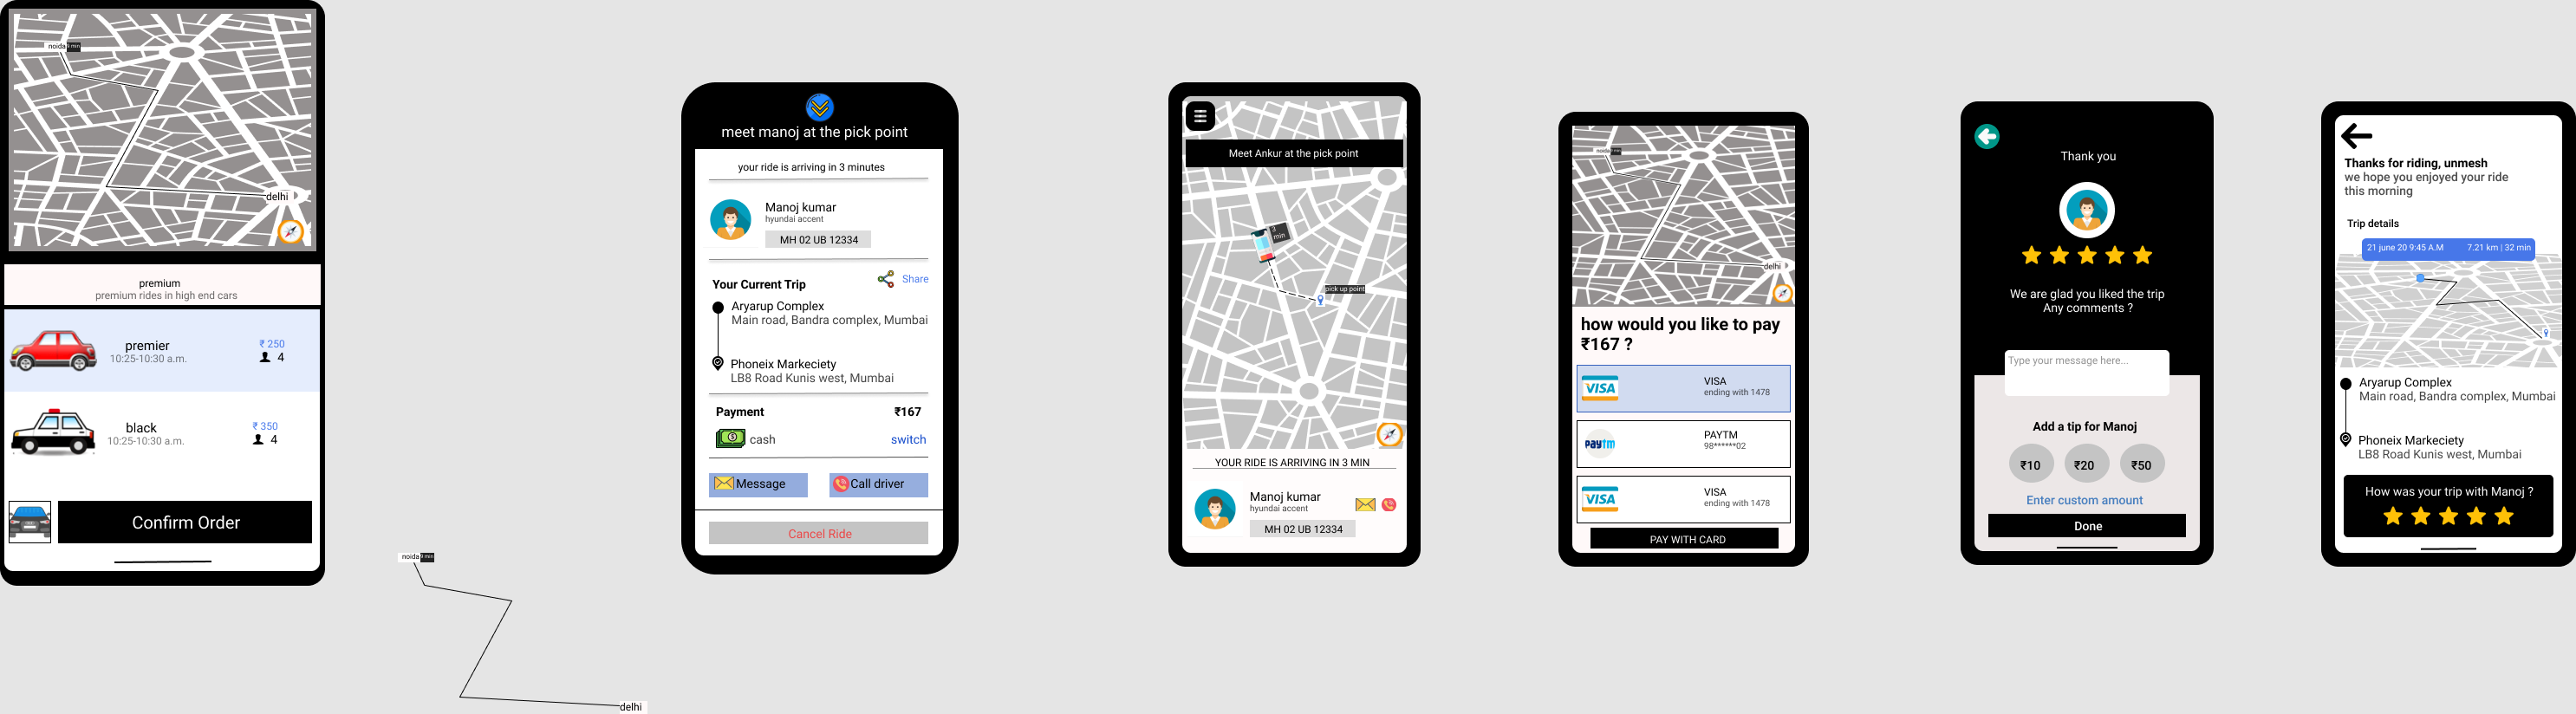 noida 9 min
delhi
premium
premium rides in high end cars
premier
10:25-10:30 a.m.
₹ 250
4
black
10:25-10:30 a.m.
₹ 350
4
Confirm Order
noida 9 min
delhi
meet manoj at the pick point
your ride is arriving in 3 minutes
Manoj kumar
hyundai accent
MH 02 UB 12334
Your Current Trip
Share
Aryarup Complex
Main road, Bandra complex, Mumbai
Phoneix Markeciety
LB8 Road Kunis west, Mumbai
Payment
₹167
cash
switch
Message
Call driver
Cancel Ride
Meet Ankur at the pick point
3
min
pick up point
YOUR RIDE IS ARRIVING IN 3 MIN
Manoj kumar
hyundai accent
MH 02 UB 12334
noida
delhi
how would you like to pay
₹167 ?
VISA
VISA
ending with 1478
paytm
PAYTM
98******02
VISA
VISA
ending with 1478
PAY WITH CARD
Thank you
We are glad you liked the trip
Any comments ?
Type your message here...
Add a tip for Manoj
₹10
₹20
₹50
Enter custom amount
Done
Thanks for riding, unmesh
we hope you enjoyed your ride
this morning
Trip details
21 june 20 9:45 A.M
7.21 km | 32 min
Aryarup Complex
Main road, Bandra complex, Mumbai
Phoneix Markeciety
LB8 Road Kunis west, Mumbai
How was your trip with Manoj ?